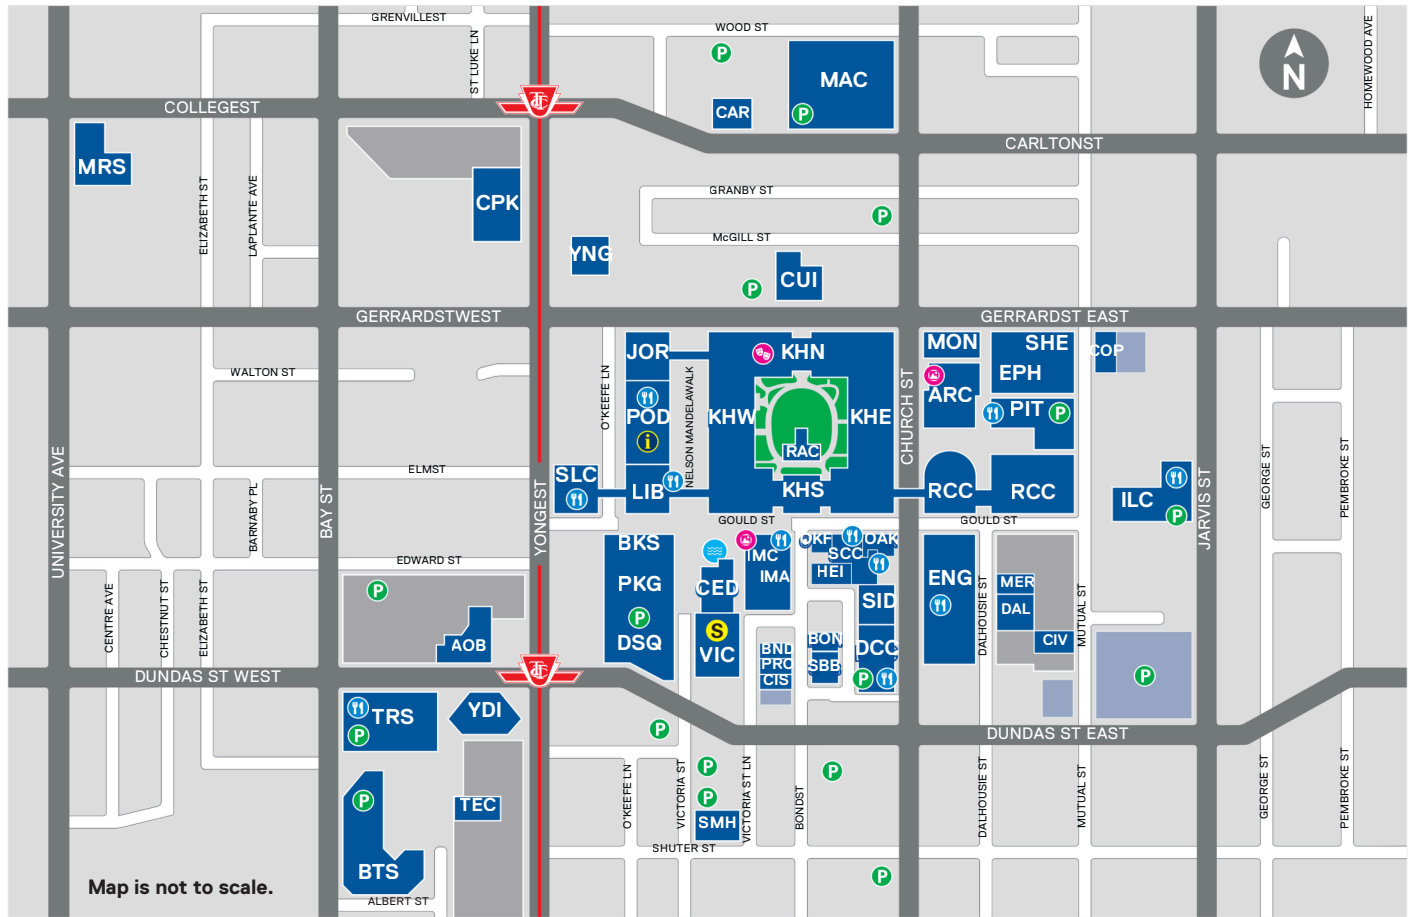 GRENVILLEST
WOOD ST
ST LUKE LN
HOMEWOOD AVE
N
MAC
P
P
CAR
COLLEGEST
TTC
CARLTONST
MRS
CPK
ELIZABETH ST
LAPLANTE AVE
GRANBY ST
P
McGILL ST
YNG
CUI
P
GERRARDSTWEST
GERRARDST EAST
JOR
KHN
MON
SHE
COP
EPH
WALTON ST
O'KEEFE LN
NELSON MANDELAWALK
CHURCH ST
ARC
POD
i
KHW
KHE
PIT
P
RAC
ELMST
SLC
LIB
KHS
RCC
RCC
ILC
P
UNIVERSITY AVE
BARNABY PL
BAY ST
YONGEST
JARVIS ST
GEORGE ST
PEMBROKE ST
GOULD ST
GOULD ST
BKS
IMC
OKF
SCC
OAK
EDWARD ST
PKG
CED
IMA
HEI
ENG
MER
P
CENTRE AVE
CHESTNUT ST
ELIZABETH ST
DALHOUSIE ST
MUTUAL ST
SID
DAL
P
S
AOB
DSQ
VIC
BND
BON
DCC
CIV
PRO
SBB
CIS
P
P
TTC
DUNDAS ST WEST
TRS
P
YDI
P
DUNDAS ST EAST
O'KEEFE LN
VICTORIA ST
P
VICTORIA ST LN
P
BONDST
DALHOUSIE ST
MUTUAL ST
GEORGE ST
PEMBROKE ST
P
P
TEC
SMH
SHUTER ST
BTS
P
Map is not to scale.
ALBERT ST